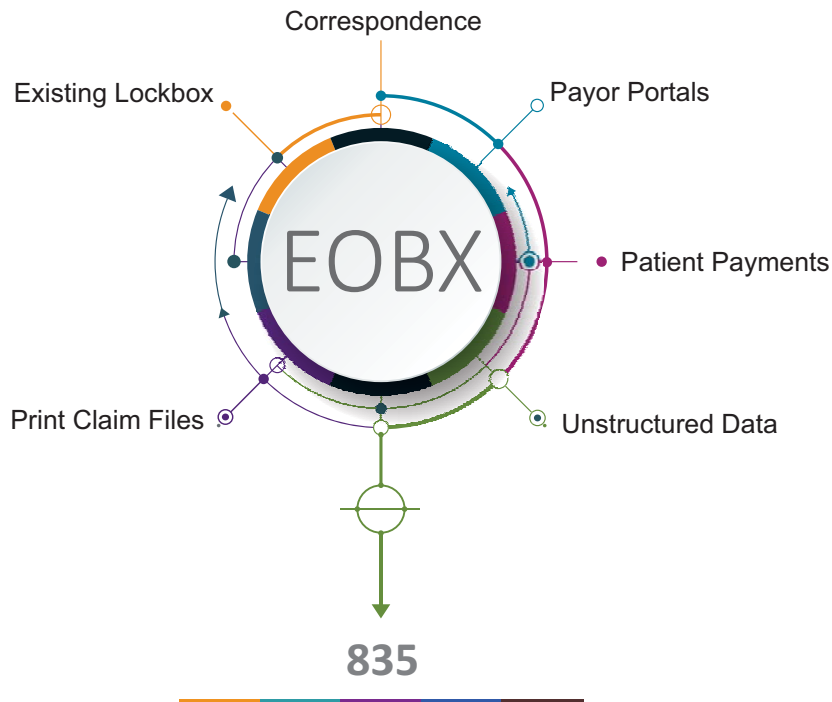 Correspondence
Existing Lockbox
Payor Portals
EOBX
Patient Payments
Print Claim Files
Unstructured Data
835